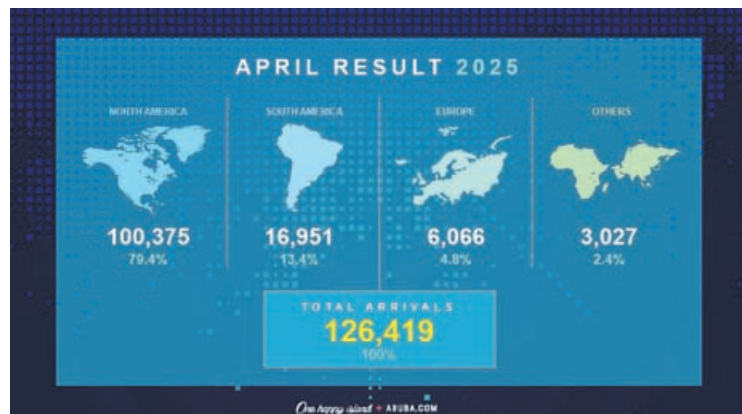 APRIL RESULT 2025
NORTH AMERICA
100,375
79.4%
SOUTH AMERICA
16,951
13.4%
EUROPE
6,066
4.8%
OTHERS
3,027
2.4%
TOTAL ARRIVALS
126,419
100%
One happy island + ARUBA.COM